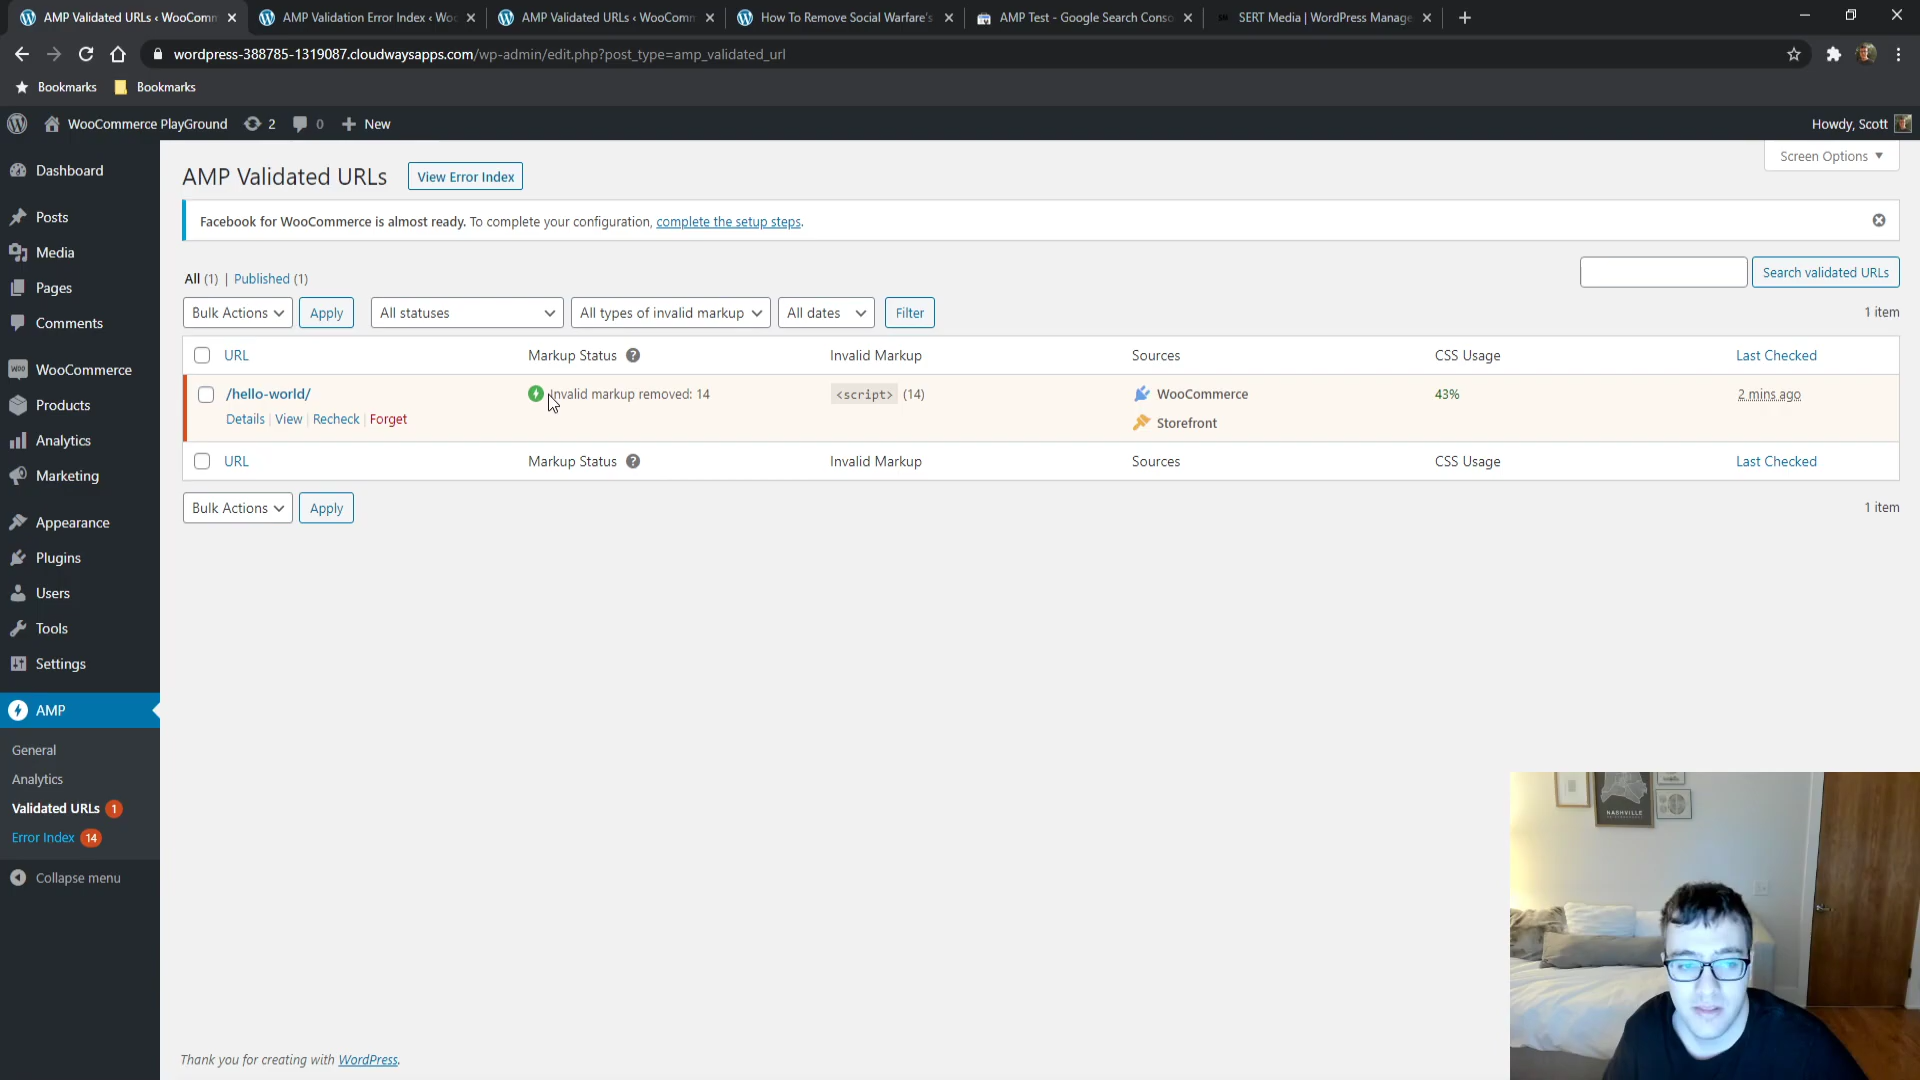 AMP Validated URLs ‹ WooComm
AMP Validation Error Index ‹ Woo
AMP Validated URLs ‹ WooComm
How To Remove Social Warfare's
AMP Test - Google Search Conso
SERT Media | WordPress Manage
wordpress-388785-1319087.cloudwaysapps.com/wp-admin/edit.php?post_type=amp_validated_url
Bookmarks
Bookmarks
WooCommerce PlayGround
2
0
New
Howdy, Scott
Dashboard
Posts
Media
Pages
Comments
WooCommerce
Products
Analytics
Marketing
Appearance
Plugins
Users
Tools
Settings
AMP
General
Analytics
Validated URLs 1
Error Index 14
Collapse menu
Screen Options
AMP Validated URLs
View Error Index
Facebook for WooCommerce is almost ready. To complete your configuration, complete the setup steps.
All (1) | Published (1)
Search validated URLs
Bulk Actions
Apply
All statuses
All types of invalid markup
All dates
Filter
1 item
URL
Markup Status ?
Invalid Markup
Sources
CSS Usage
Last Checked
/hello-world/
Invalid markup removed: 14
<script> (14)
WooCommerce
43%
2 mins ago
Details | View | Recheck | Forget
Storefront
URL
Markup Status ?
Invalid Markup
Sources
CSS Usage
Last Checked
Bulk Actions
Apply
1 item
NASHVILLE
Thank you for creating with WordPress.